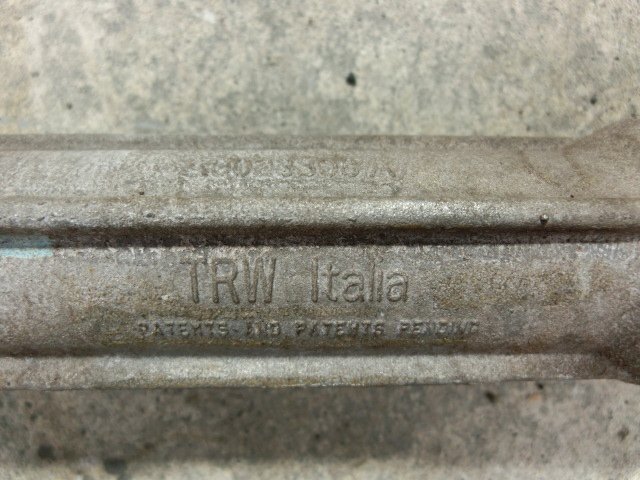 TRW Italia
PATENTS AND PATENTS PENDING